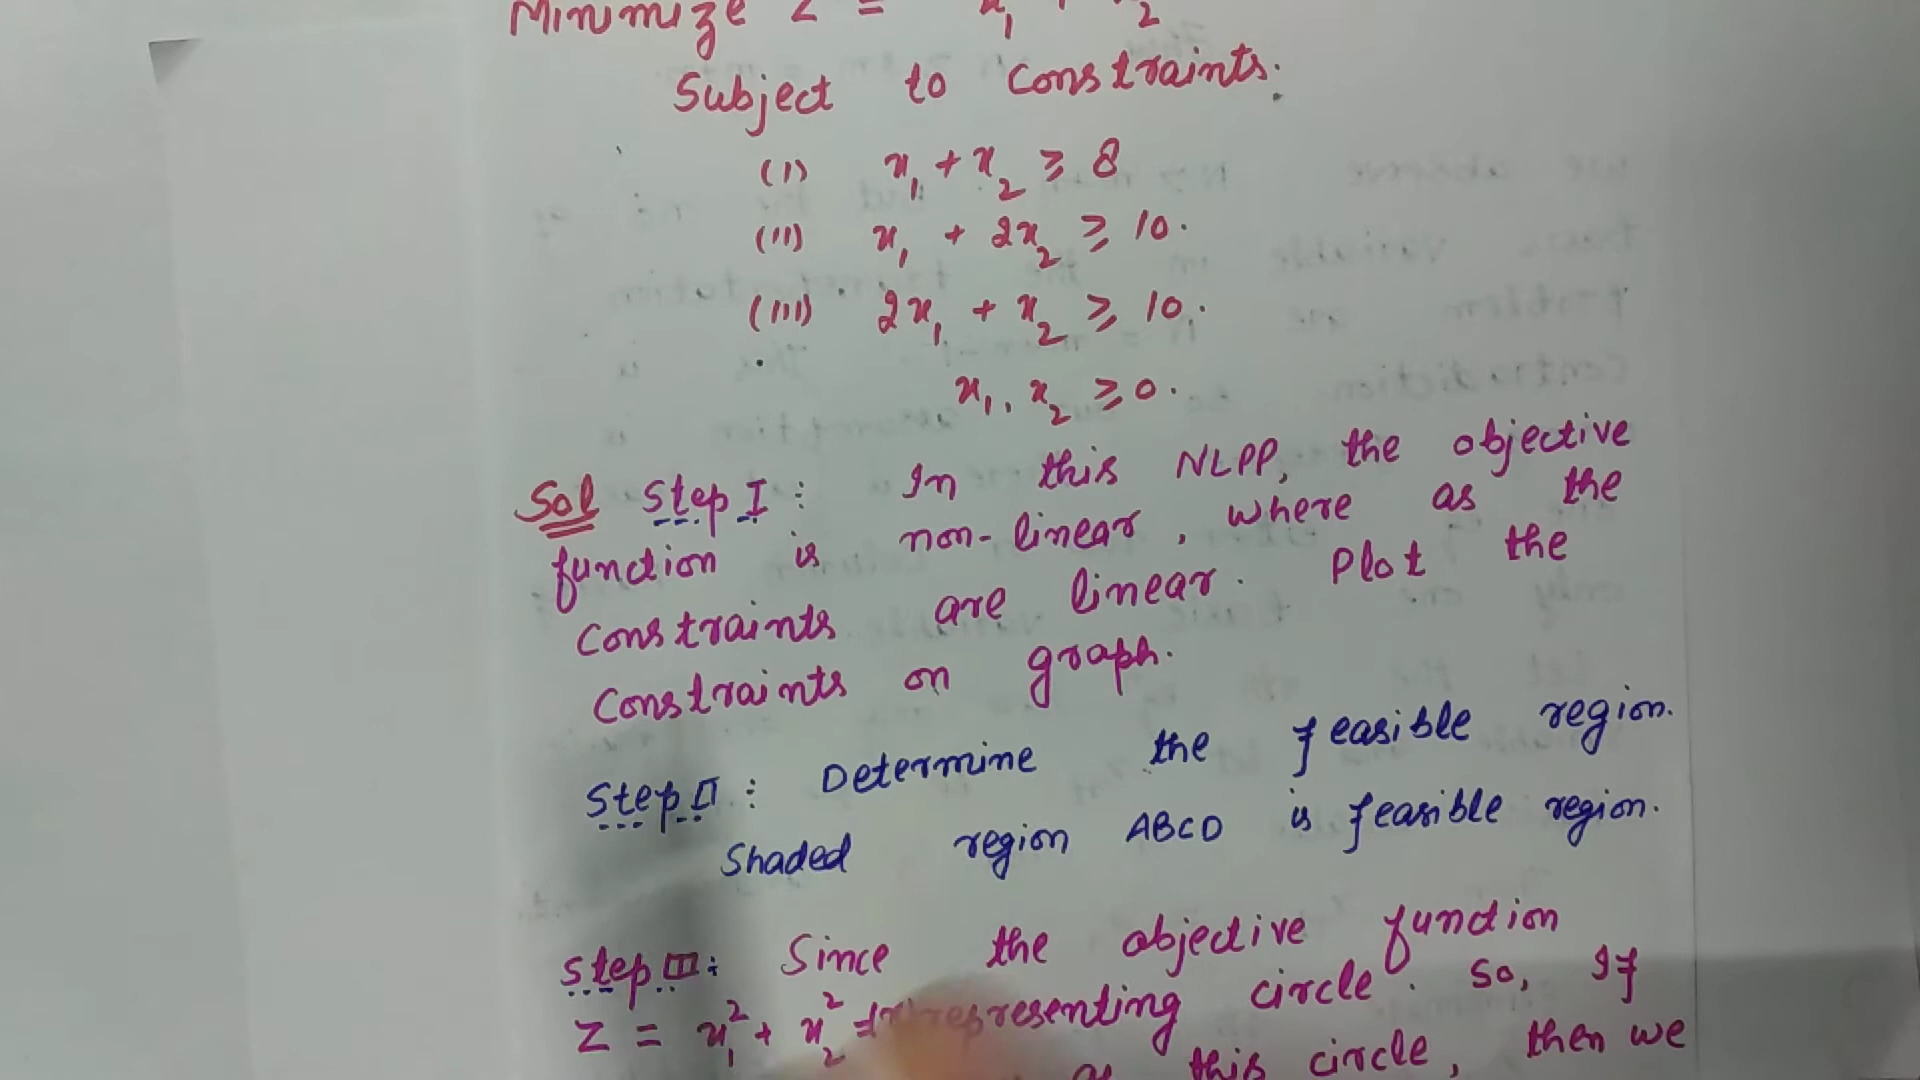 Minimize Z = x₁² + x₂²
Subject to Constraints.
(I) x₁ + x₂ ≥ 8
(II) x₁ + 2x₂ ≥ 10.
(III) 2x₁ + x₂ ≥ 10.
x₁, x₂ ≥ 0.
Sol Step I : In this NLPP, the objective
function is non-linear, where as the
constraints are linear. Plot the
Constraints on graph.
Step II : Determine the feasible region.
Shaded region ABCD is feasible region.
Step III : Since the objective function
Z = x₁² + x₂² representing circle. So, If
this circle, then we